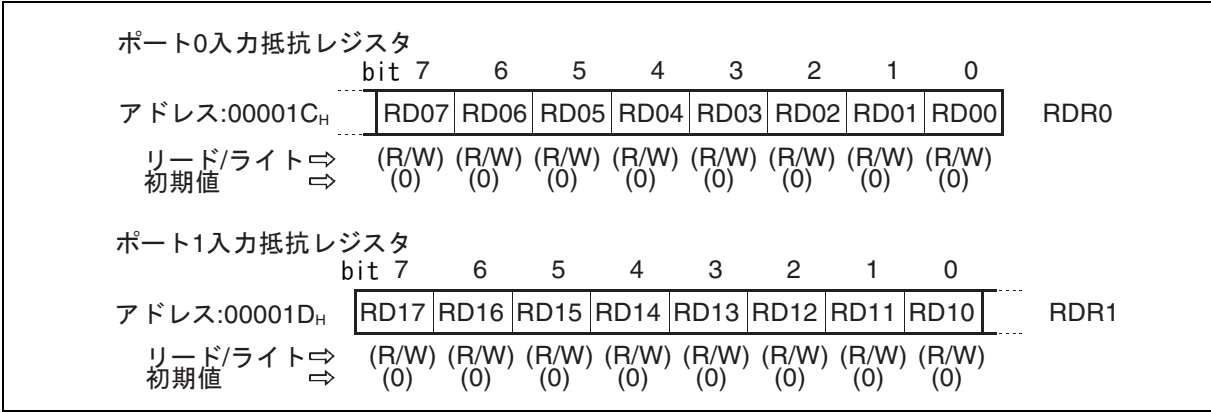 ポート0入力抵抗レジスタ
bit 7 6 5 4 3 2 1 0
アドレス:00001CH RD07 RD06 RD05 RD04 RD03 RD02 RD01 RD00 RDR0
リード/ライト⇨ (R/W) (R/W) (R/W) (R/W) (R/W) (R/W) (R/W) (R/W)
初期値 ⇨ (0) (0) (0) (0) (0) (0) (0) (0)
ポート1入力抵抗レジスタ
bit 7 6 5 4 3 2 1 0
アドレス:00001DH RD17 RD16 RD15 RD14 RD13 RD12 RD11 RD10 RDR1
リード/ライト⇨ (R/W) (R/W) (R/W) (R/W) (R/W) (R/W) (R/W) (R/W)
初期値 ⇨ (0) (0) (0) (0) (0) (0) (0) (0)